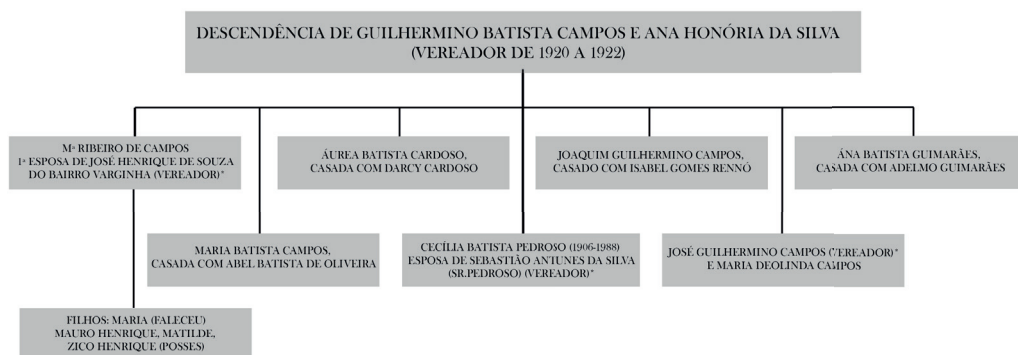 DESCENDÊNCIA DE GUILHERMINO BATISTA CAMPOS E ANA HONÓRIA DA SILVA
(VEREADOR DE 1920 A 1922)
Mª RIBEIRO DE CAMPOS
1ª ESPOSA DE JOSÉ HENRIQUE DE SOUZA
DO BAIRRO VARGINHA (VEREADOR)*
ÁUREA BATISTA CARDOSO,
CASADA COM DARCY CARDOSO
JOAQUIM GUILHERMINO CAMPOS,
CASADO COM ISABEL GOMES RENNÓ
ÁNA BATISTA GUIMARÃES,
CASADA COM ADELMO GUIMARÃES
MARIA BATISTA CAMPOS,
CASADA COM ABEL BATISTA DE OLIVEIRA
CECÍLIA BATISTA PEDROSO (1906-1988)
ESPOSA DE SEBASTIÃO ANTUNES DA SILVA
(SR.PEDROSO) (VEREADOR)*
JOSÉ GUILHERMINO CAMPOS (VEREADOR)*
E MARIA DEOLINDA CAMPOS
FILHOS: MARIA (FALECEU)
MAURO HENRIQUE, MATILDE,
ZICO HENRIQUE (POSSES)